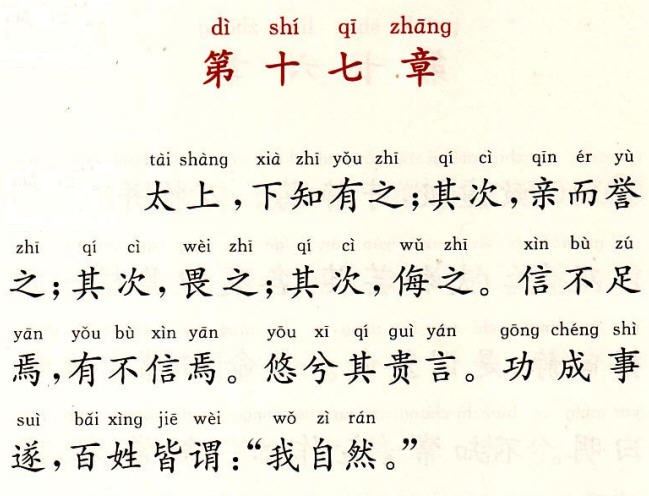 dì shí qī zhāng
第十七章
tài shàng xià zhī yǒu zhī qí cì qīn ér yù
太上，下知有之；其次，亲而誉
zhī qí cì wèi zhī qí cì wǔ zhī xìn bù zú
之；其次，畏之；其次，侮之。信不足
yān yǒu bù xìn yān yōu xī qí guì yán gōng chéng shì
焉，有不信焉。悠兮其贵言。功成事
suì bǎi xìng jiē wèi wǒ zì rán
遂，百姓皆谓：“我自然。”